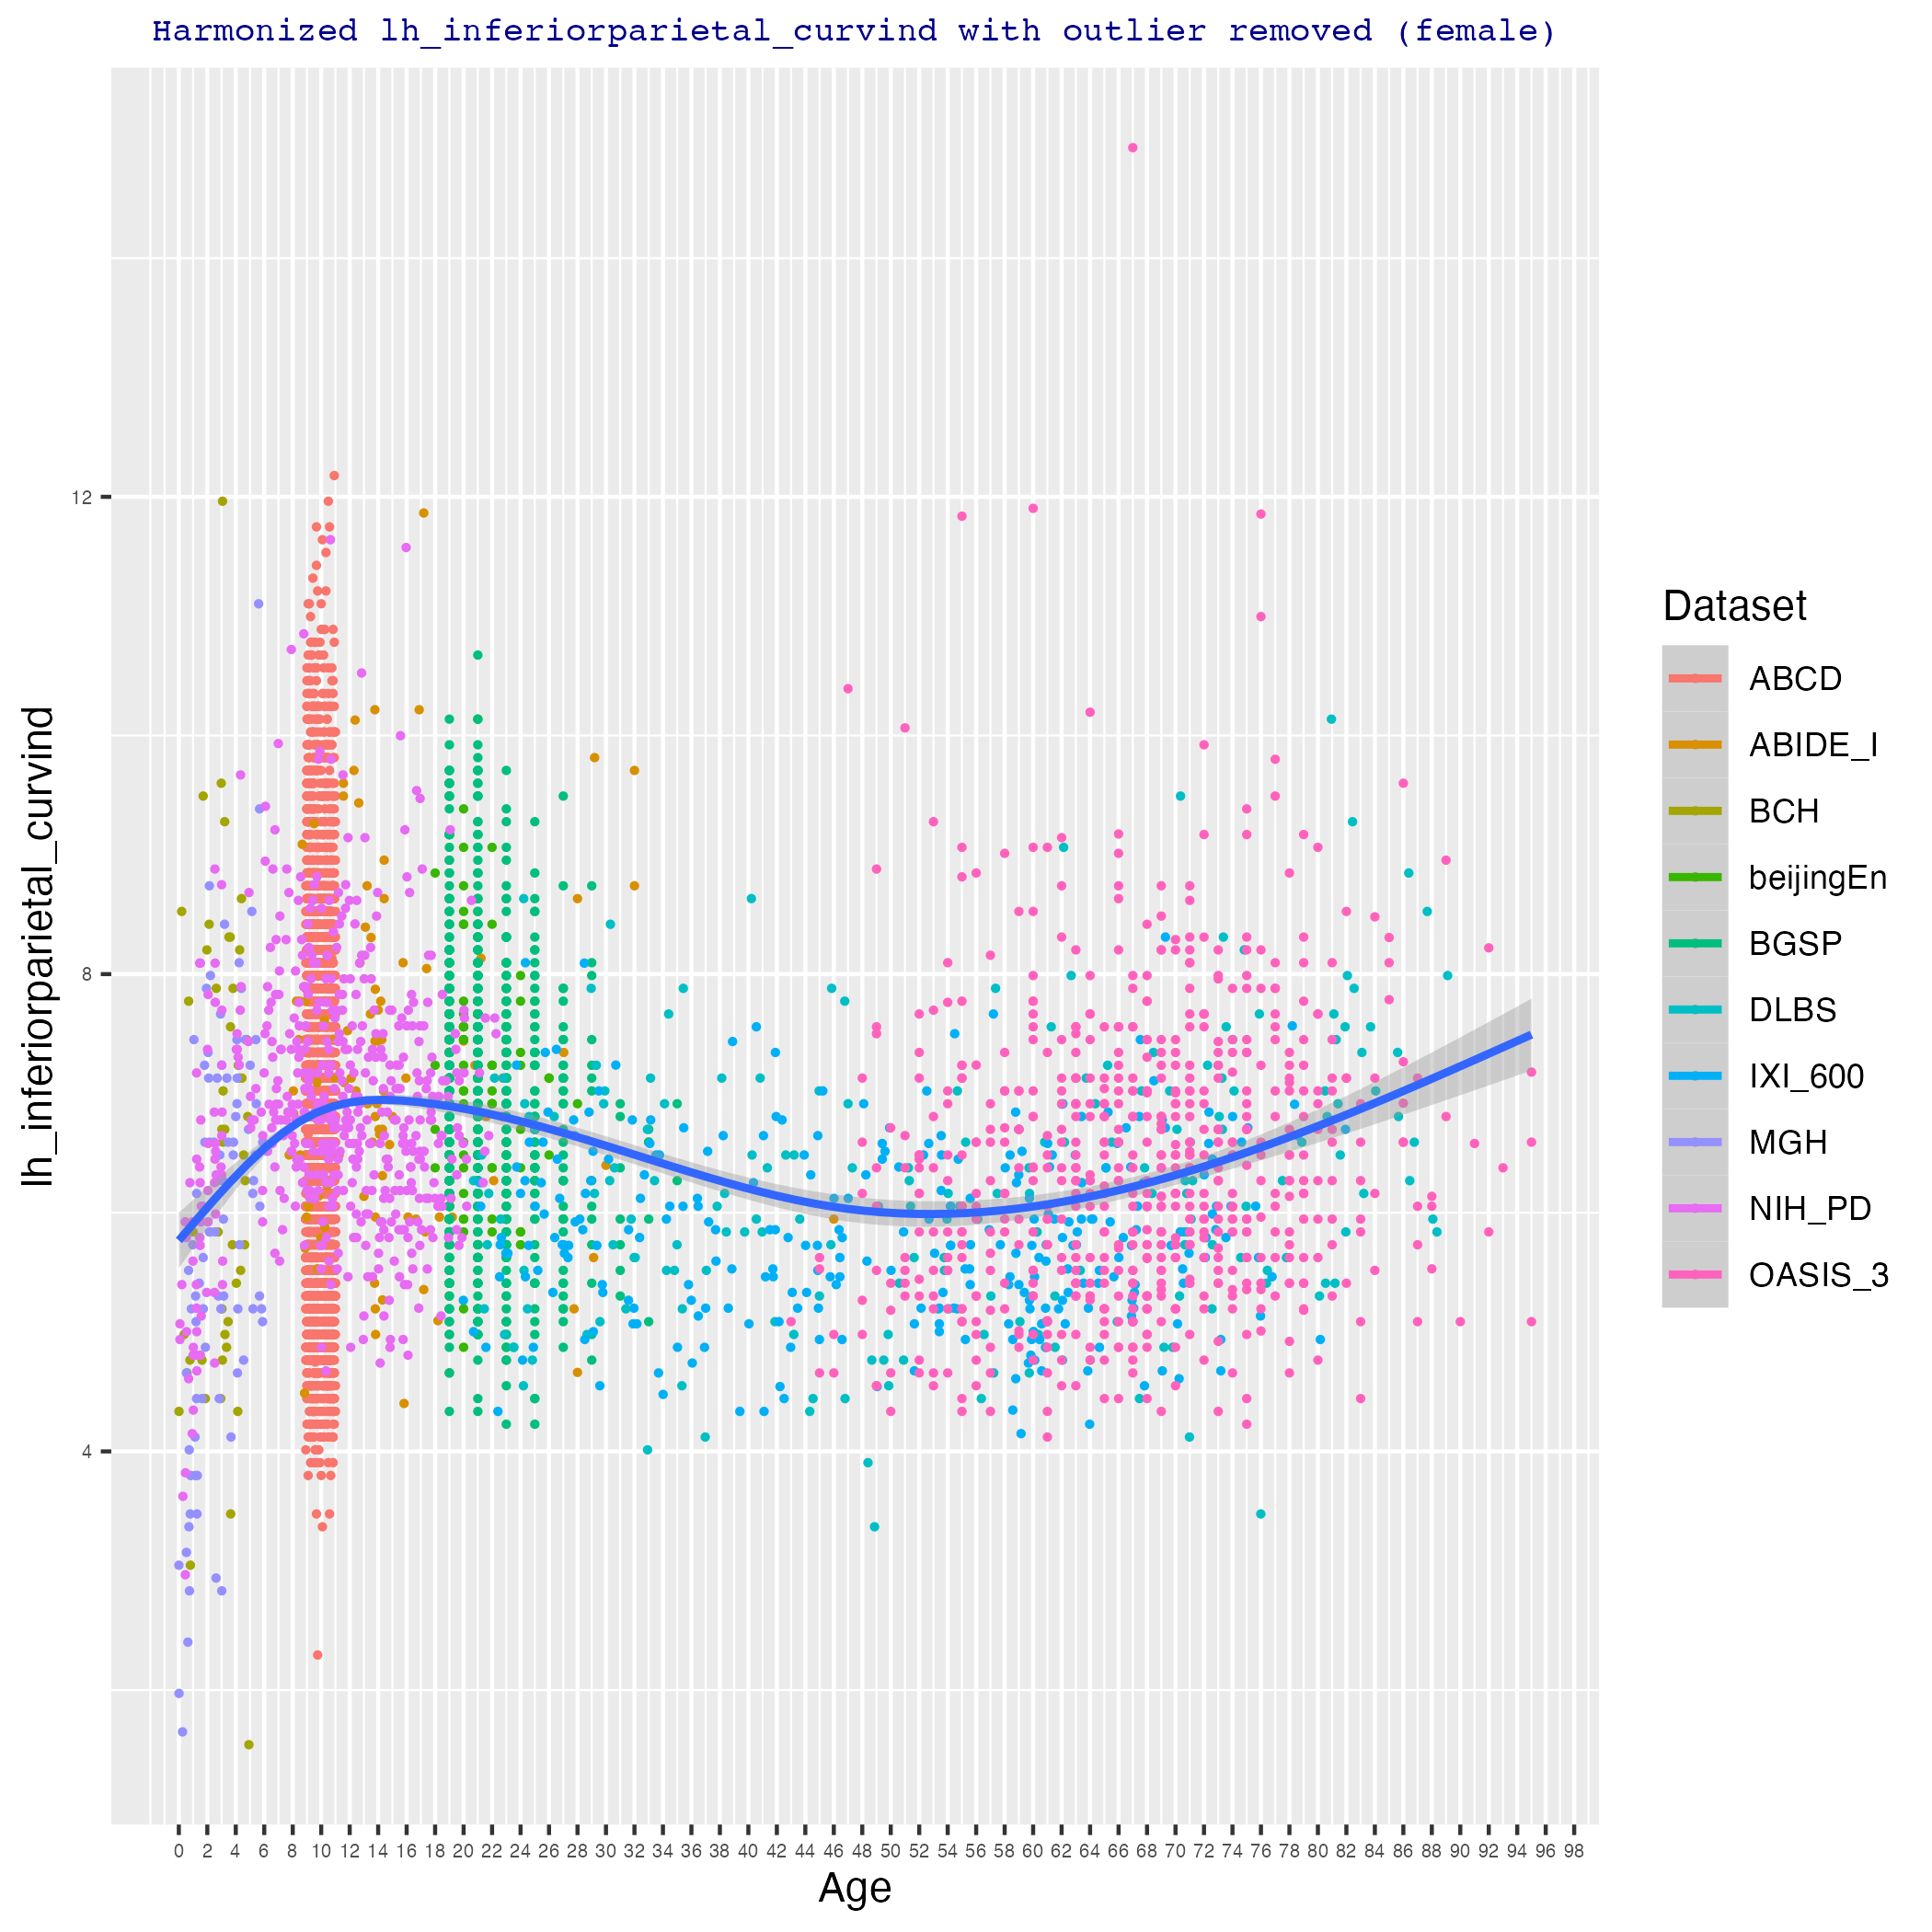 Harmonized lh_inferiorparietal_curvind with outlier removed (female)
lh_inferiorparietal_curvind
12
8
4
0 2 4 6 8 10 12 14 16 18 20 22 24 26 28 30 32 34 36 38 40 42 44 46 48 50 52 54 56 58 60 62 64 66 68 70 72 74 76 78 80 82 84 86 88 90 92 94 96 98
Age
Dataset
ABCD
ABIDE_I
BCH
beijingEn
BGSP
DLBS
IXI_600
MGH
NIH_PD
OASIS_3